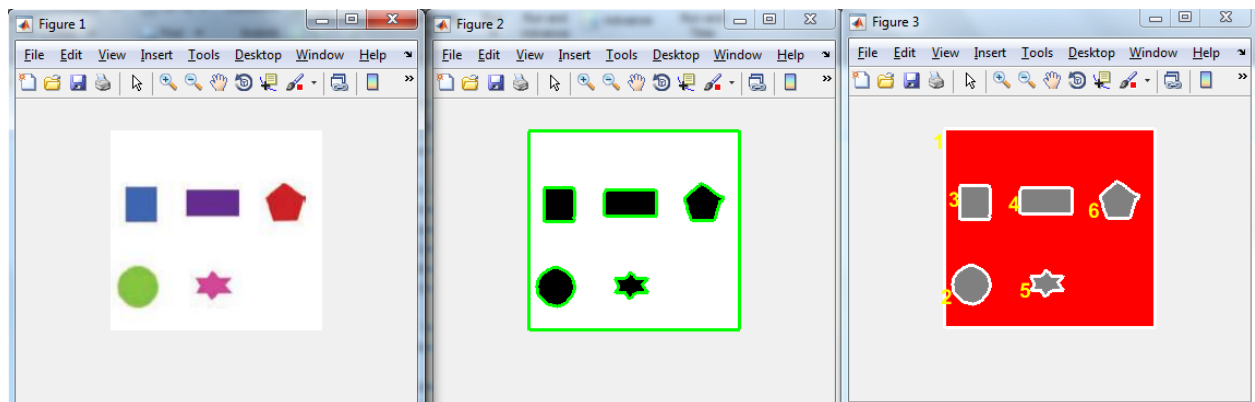 Figure 1
File Edit View Insert Tools Desktop Window Help
Figure 2
File Edit View Insert Tools Desktop Window Help
Figure 3
File Edit View Insert Tools Desktop Window Help
1
3 4 6
2 5